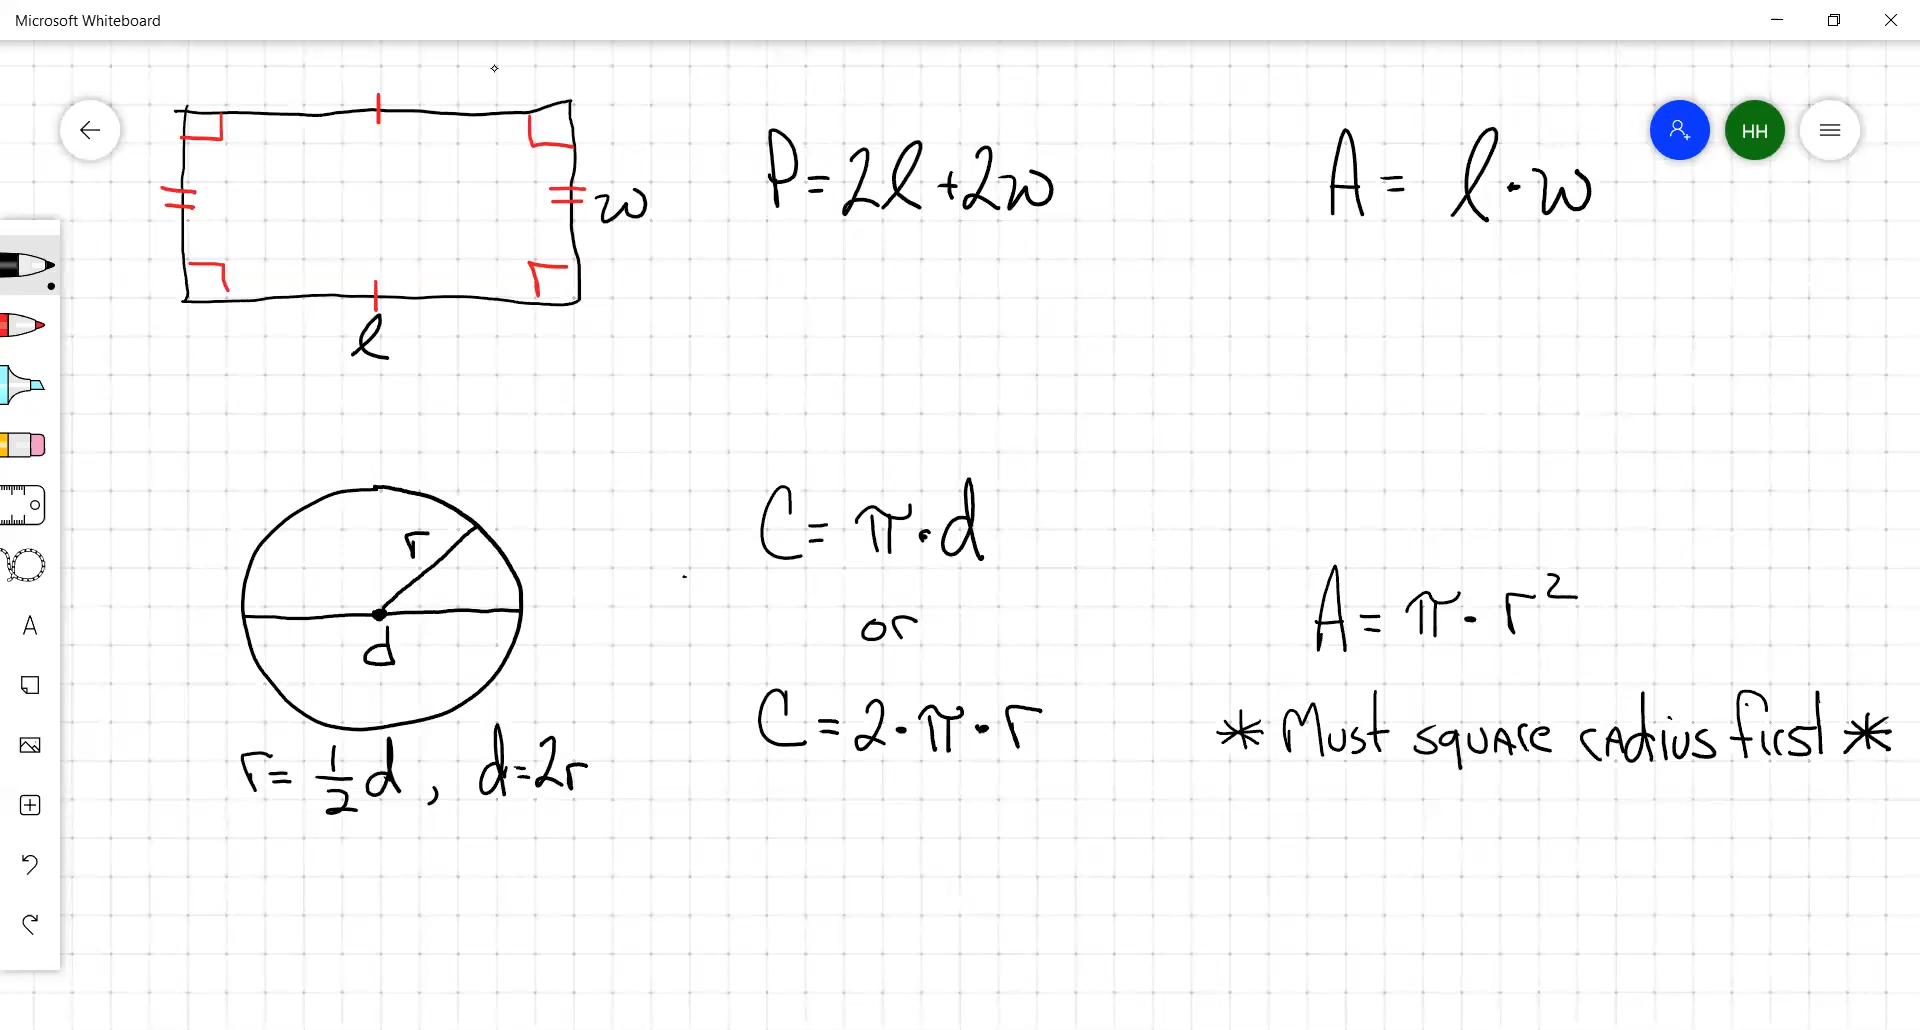 Microsoft Whiteboard
HH
w
l
P = 2l + 2w
A = l · w
r
d
r = 1/2 d, d = 2r
C = π · d
or
C = 2 · π · r
A = π · r²
* Must square radius first *
A